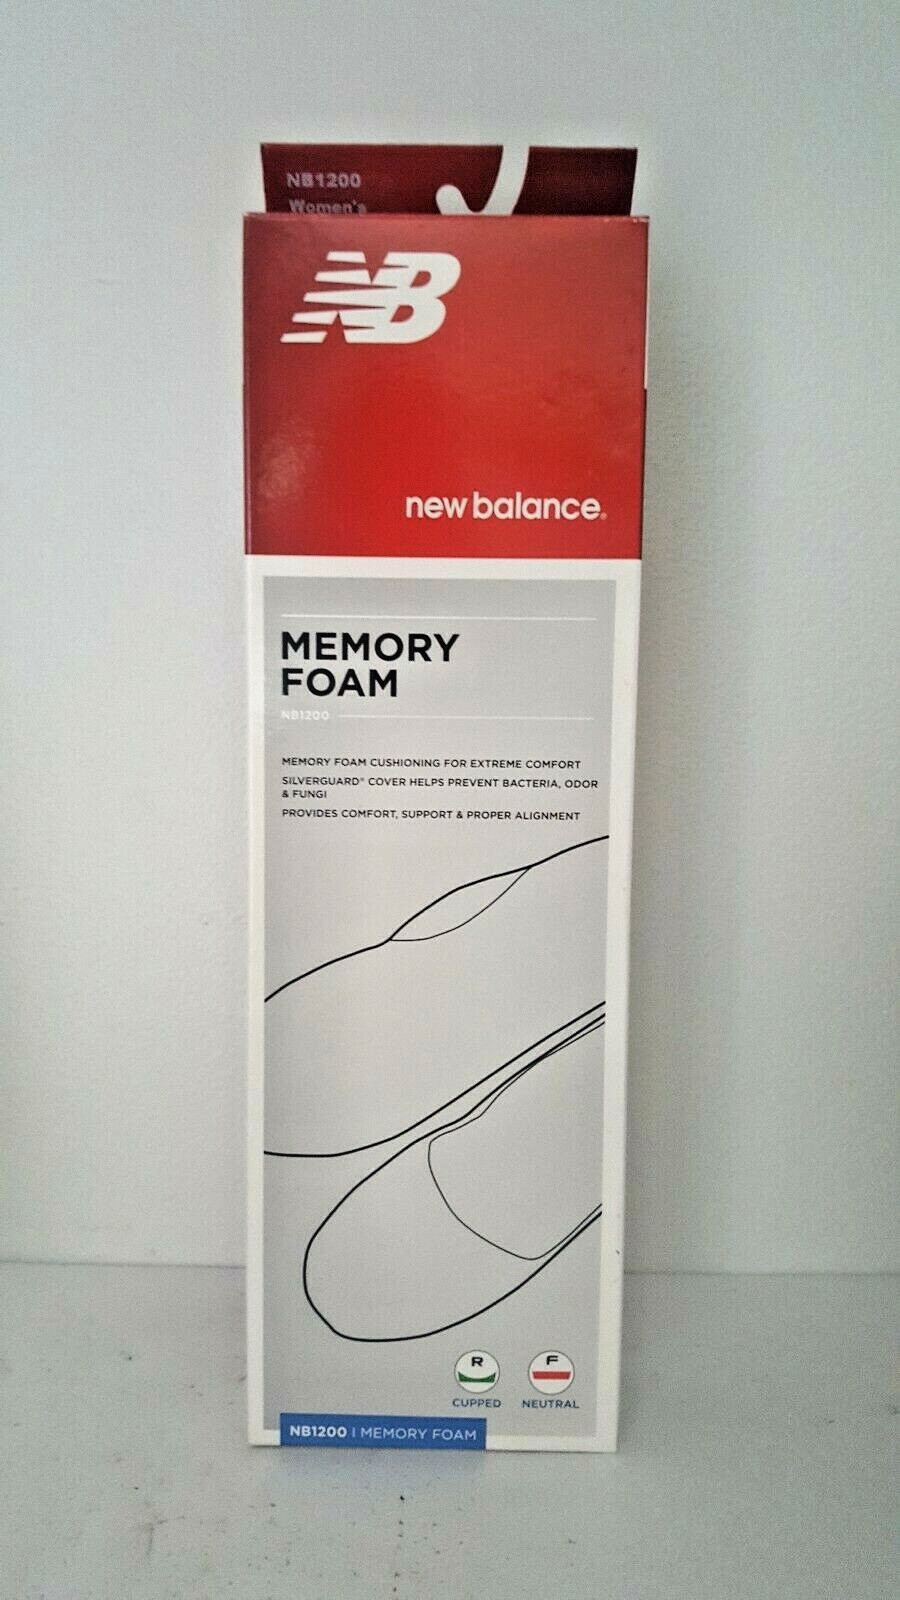 NB1200
Women's
NB
new balance®
MEMORY
FOAM
NB1200
MEMORY FOAM CUSHIONING FOR EXTREME COMFORT
SILVERGUARD® COVER HELPS PREVENT BACTERIA, ODOR
& FUNGI
PROVIDES COMFORT, SUPPORT & PROPER ALIGNMENT
R F
CUPPED NEUTRAL
NB1200 | MEMORY FOAM